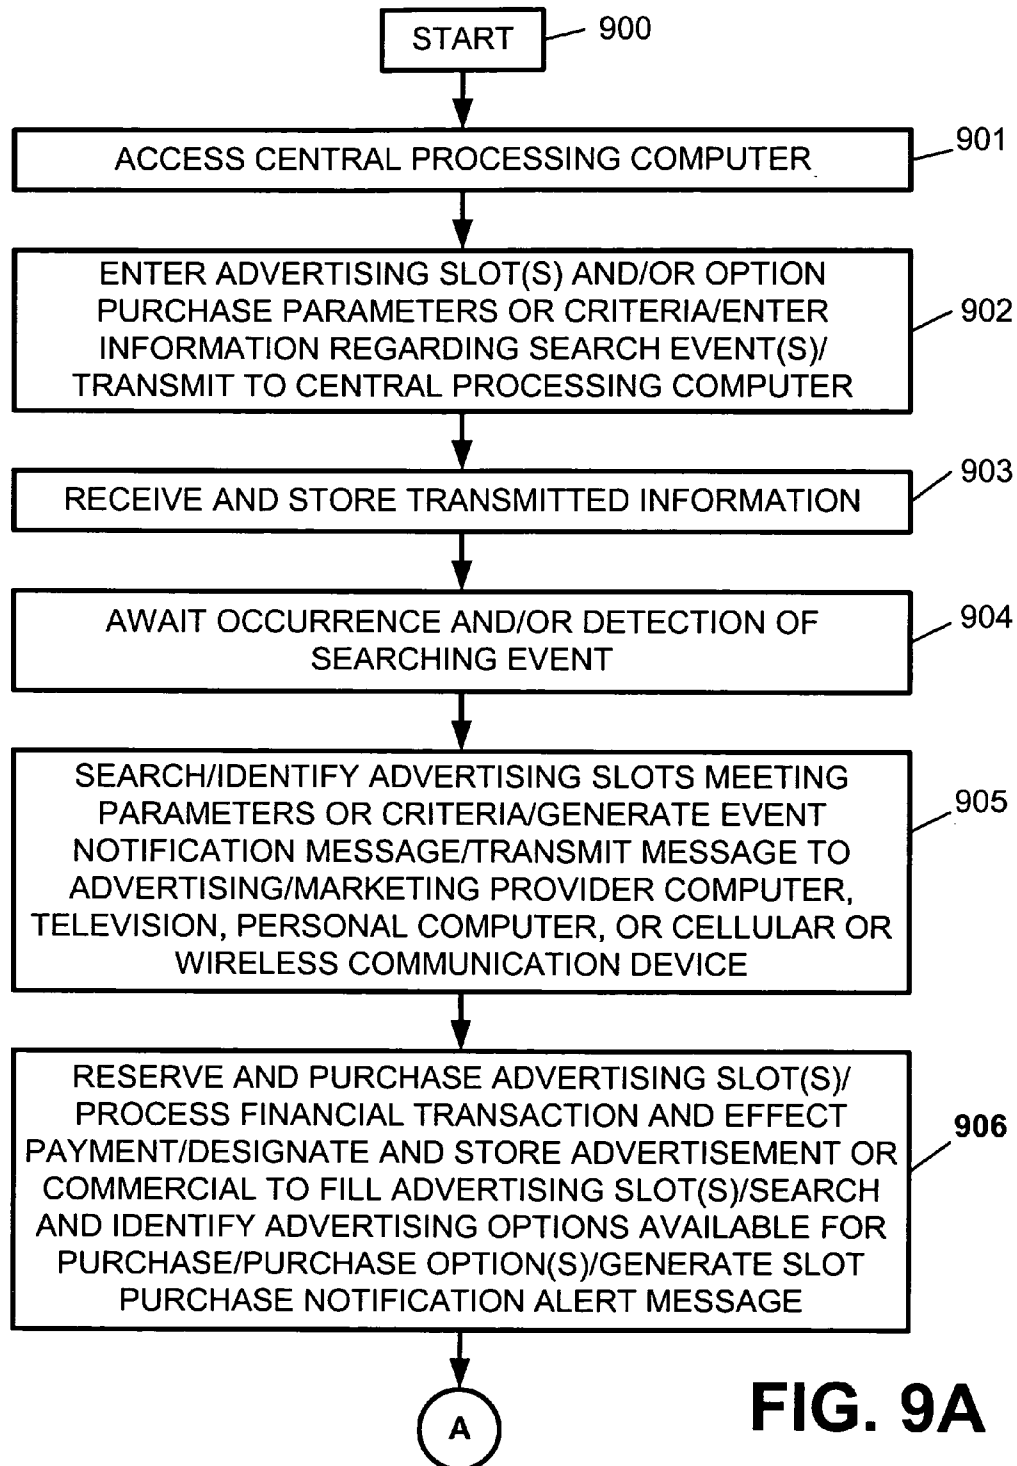 START
900
ACCESS CENTRAL PROCESSING COMPUTER
901
ENTER ADVERTISING SLOT(S) AND/OR OPTION
PURCHASE PARAMETERS OR CRITERIA/ENTER
INFORMATION REGARDING SEARCH EVENT(S)/
TRANSMIT TO CENTRAL PROCESSING COMPUTER
902
RECEIVE AND STORE TRANSMITTED INFORMATION
903
AWAIT OCCURRENCE AND/OR DETECTION OF
SEARCHING EVENT
904
SEARCH/IDENTIFY ADVERTISING SLOTS MEETING
PARAMETERS OR CRITERIA/GENERATE EVENT
NOTIFICATION MESSAGE/TRANSMIT MESSAGE TO
ADVERTISING/MARKETING PROVIDER COMPUTER,
TELEVISION, PERSONAL COMPUTER, OR CELLULAR OR
WIRELESS COMMUNICATION DEVICE
905
RESERVE AND PURCHASE ADVERTISING SLOT(S)/
PROCESS FINANCIAL TRANSACTION AND EFFECT
PAYMENT/DESIGNATE AND STORE ADVERTISEMENT OR
COMMERCIAL TO FILL ADVERTISING SLOT(S)/SEARCH
AND IDENTIFY ADVERTISING OPTIONS AVAILABLE FOR
PURCHASE/PURCHASE OPTION(S)/GENERATE SLOT
PURCHASE NOTIFICATION ALERT MESSAGE
906
A
FIG. 9A